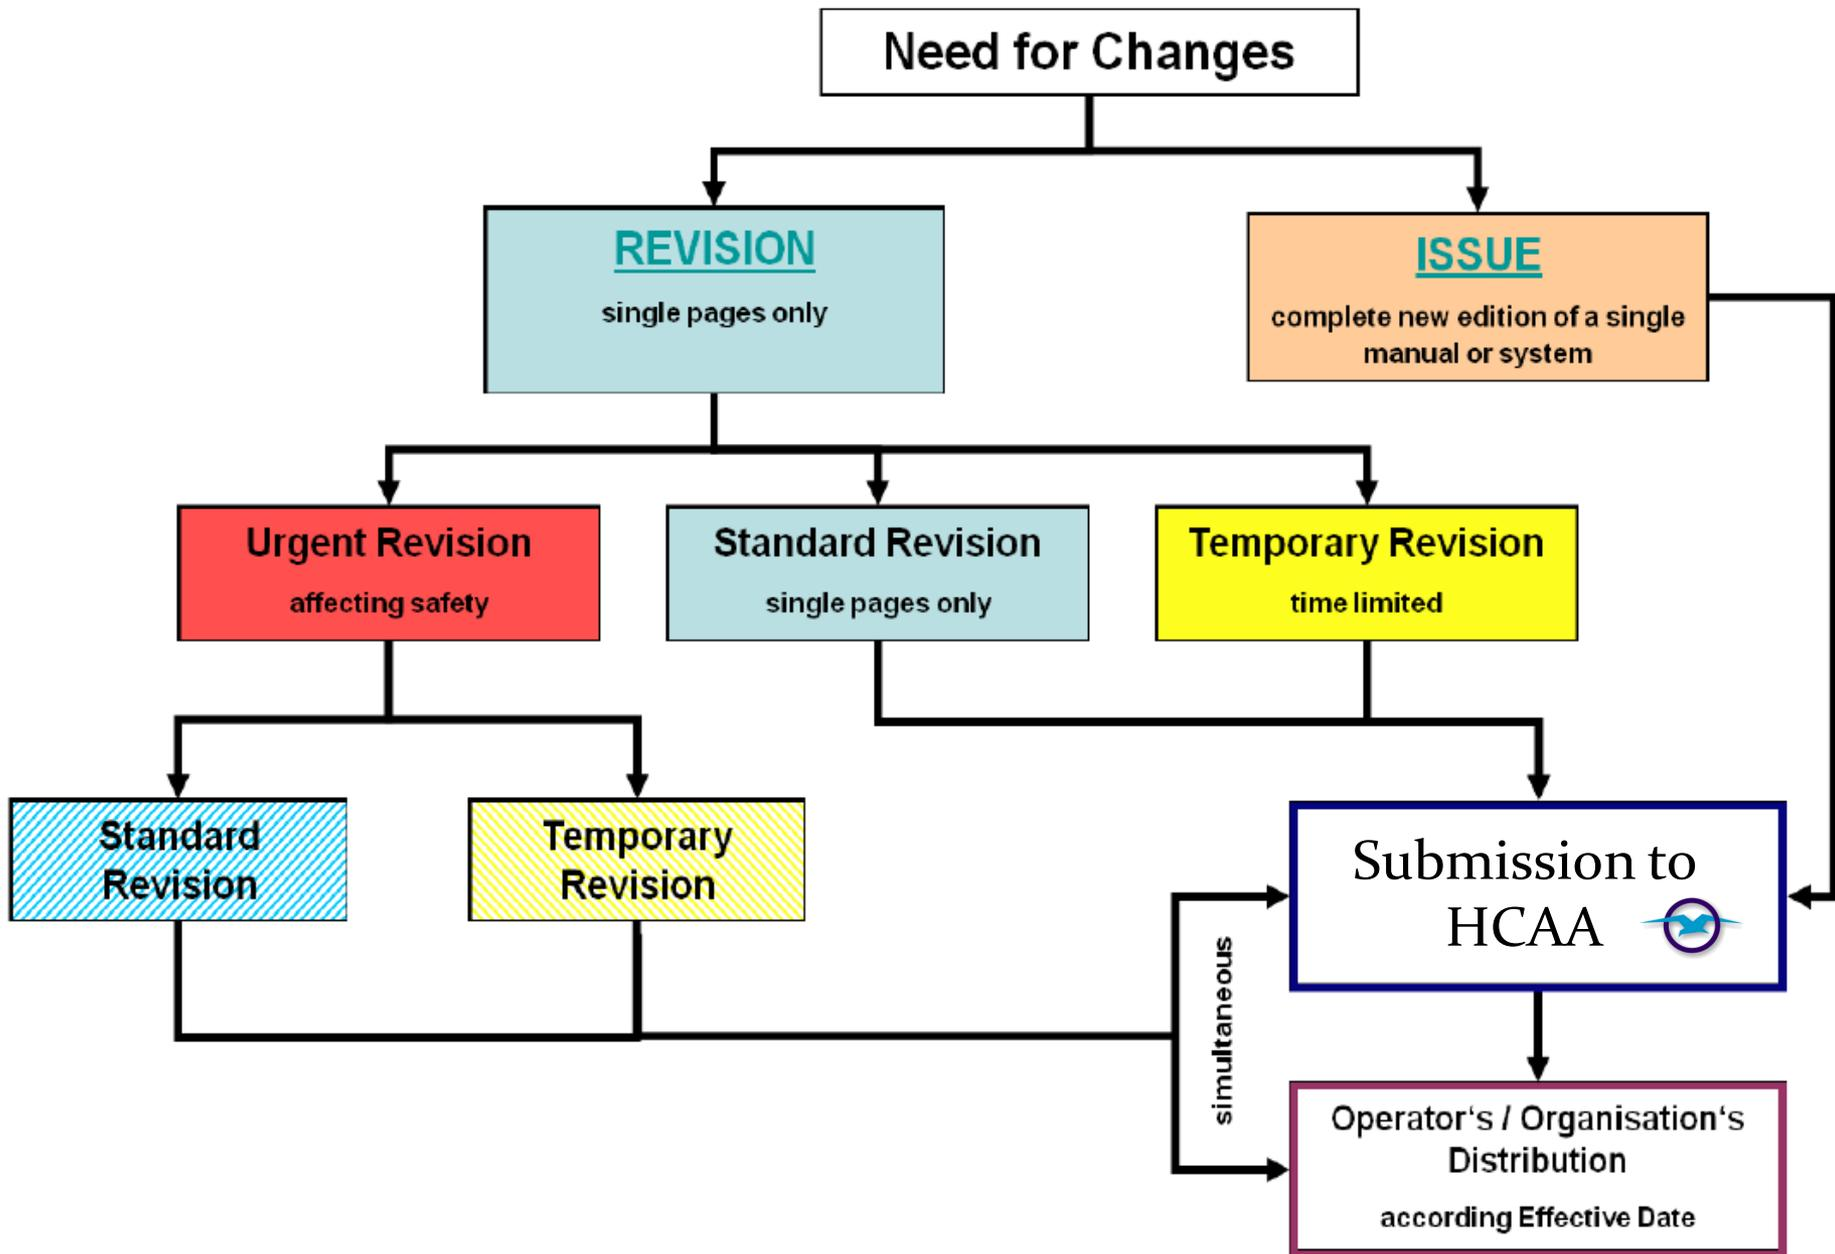 Need for Changes
REVISION
single pages only
ISSUE
complete new edition of a single
manual or system
Urgent Revision
affecting safety
Standard Revision
single pages only
Temporary Revision
time limited
Standard
Revision
Temporary
Revision
Submission to
HCAA
simultaneous
Operator‘s / Organisation‘s
Distribution
according Effective Date